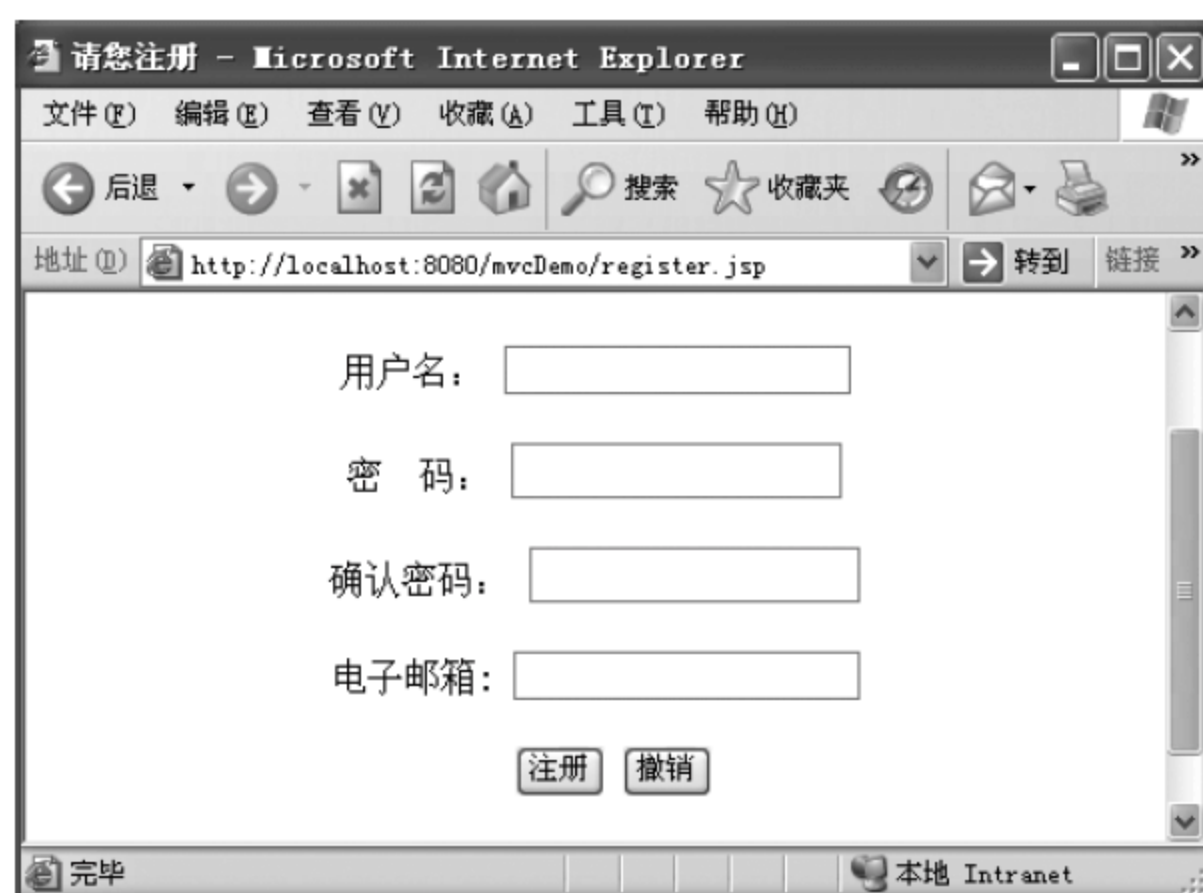 请您注册 - Microsoft Internet Explorer
文件(F) 编辑(E) 查看(V) 收藏(A) 工具(T) 帮助(H)
后退 搜索 收藏夹 »
地址(D) http://localhost:8080/mvcDemo/register.jsp 转到 链接 »
用户名：
密 码：
确认密码：
电子邮箱：
注册 撤销
完毕 本地 Intranet